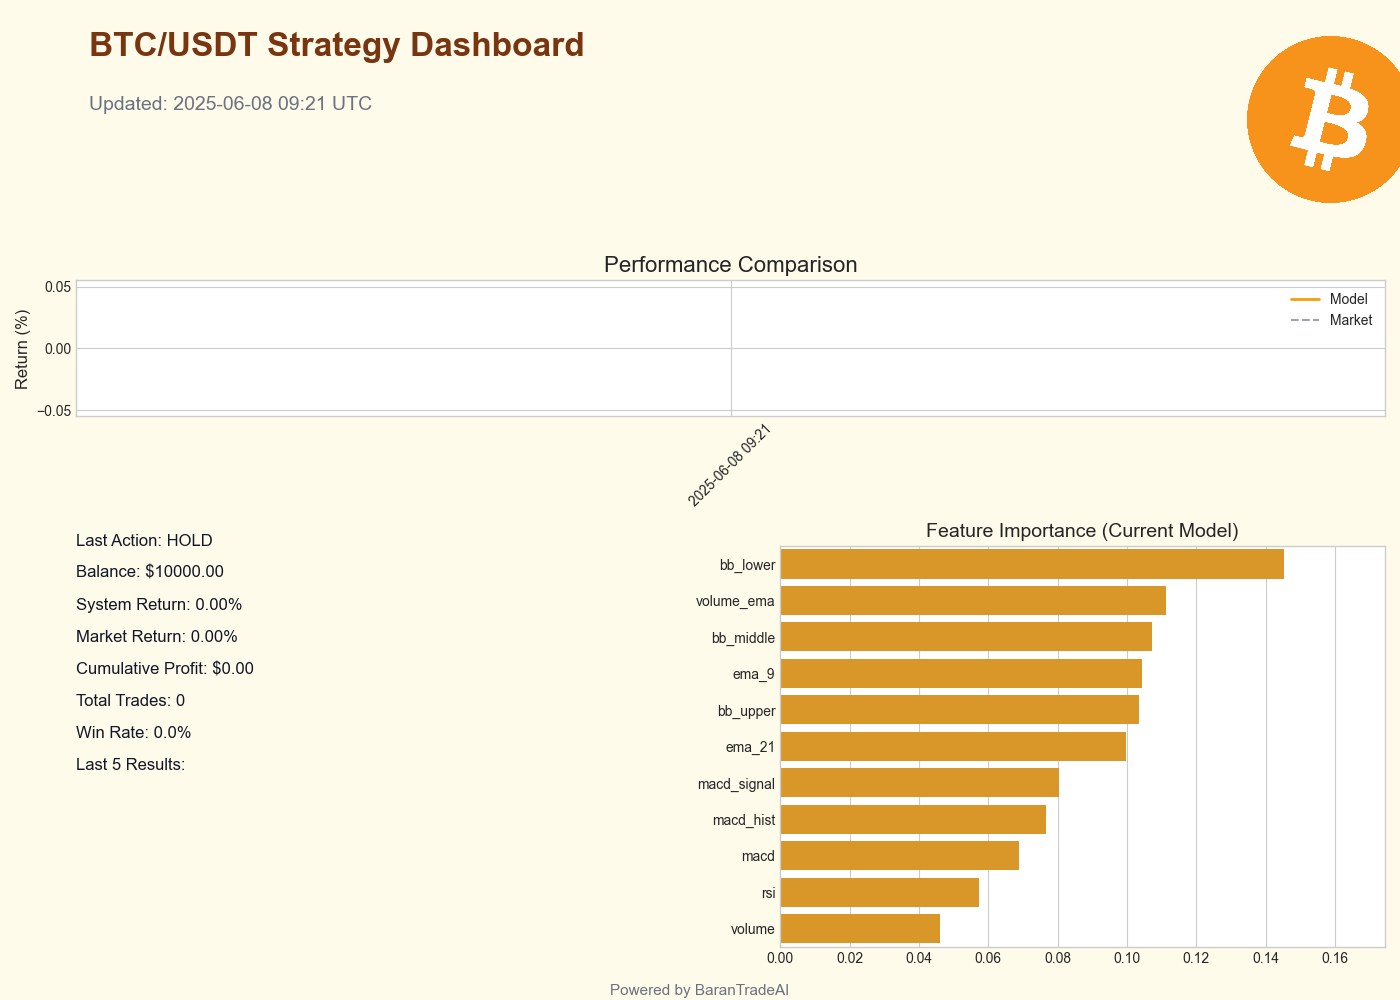 BTC/USDT Strategy Dashboard
Updated: 2025-06-08 09:21 UTC
Performance Comparison
Return (%)
0.05
0.00
−0.05
Model
Market
2025-06-08 09:21
Last Action: HOLD
Balance: $10000.00
System Return: 0.00%
Market Return: 0.00%
Cumulative Profit: $0.00
Total Trades: 0
Win Rate: 0.0%
Last 5 Results:
Feature Importance (Current Model)
bb_lower
volume_ema
bb_middle
ema_9
bb_upper
ema_21
macd_signal
macd_hist
macd
rsi
volume
0.00 0.02 0.04 0.06 0.08 0.10 0.12 0.14 0.16
Powered by BaranTradeAI